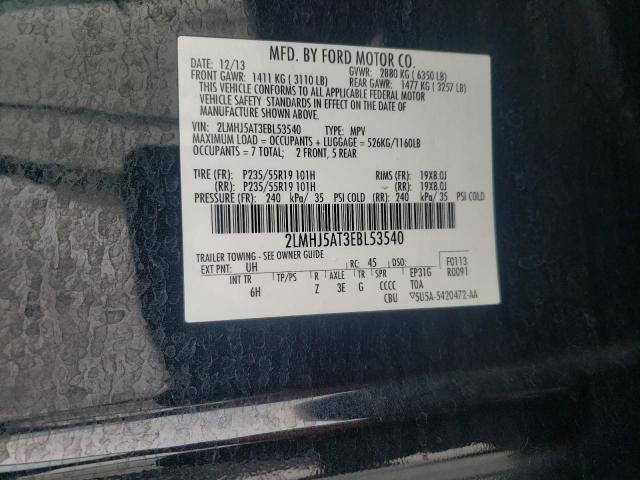 MFD. BY FORD MOTOR CO.
DATE: 12/13 GVWR: 2880 KG ( 6350 LB)
FRONT GAWR: 1411 KG ( 3110 LB) REAR GAWR: 1477 KG ( 3257 LB)
THIS VEHICLE CONFORMS TO ALL APPLICABLE FEDERAL MOTOR
VEHICLE SAFETY STANDARDS IN EFFECT ON THE DATE OF
MANUFACTURE SHOWN ABOVE.
VIN: 2LMHJ5AT3EBL53540 TYPE: MPV
MAXIMUM LOAD = OCCUPANTS + LUGGAGE = 526KG/1160LB
OCCUPANTS = 7 TOTAL; 2 FRONT, 5 REAR
TIRE (FR): P235/55R19 101H RIMS (FR): 19X8.0J
(RR): P235/55R19 101H (RR): 19X8.0J
PRESSURE (FR): 240 kPa/ 35 PSI COLD (RR): 240 kPa/ 35 PSI COLD
2LMHJ5AT3EBL53540
TRAILER TOWING - SEE OWNER GUIDE
EXT PNT: UH RC: 45 DSO: F0113
INT TR TP/PS R AXLE TR SPR EP31G R0091
6H Z 3E G CCCC TOA
CBU 5U5A-5420472-AA